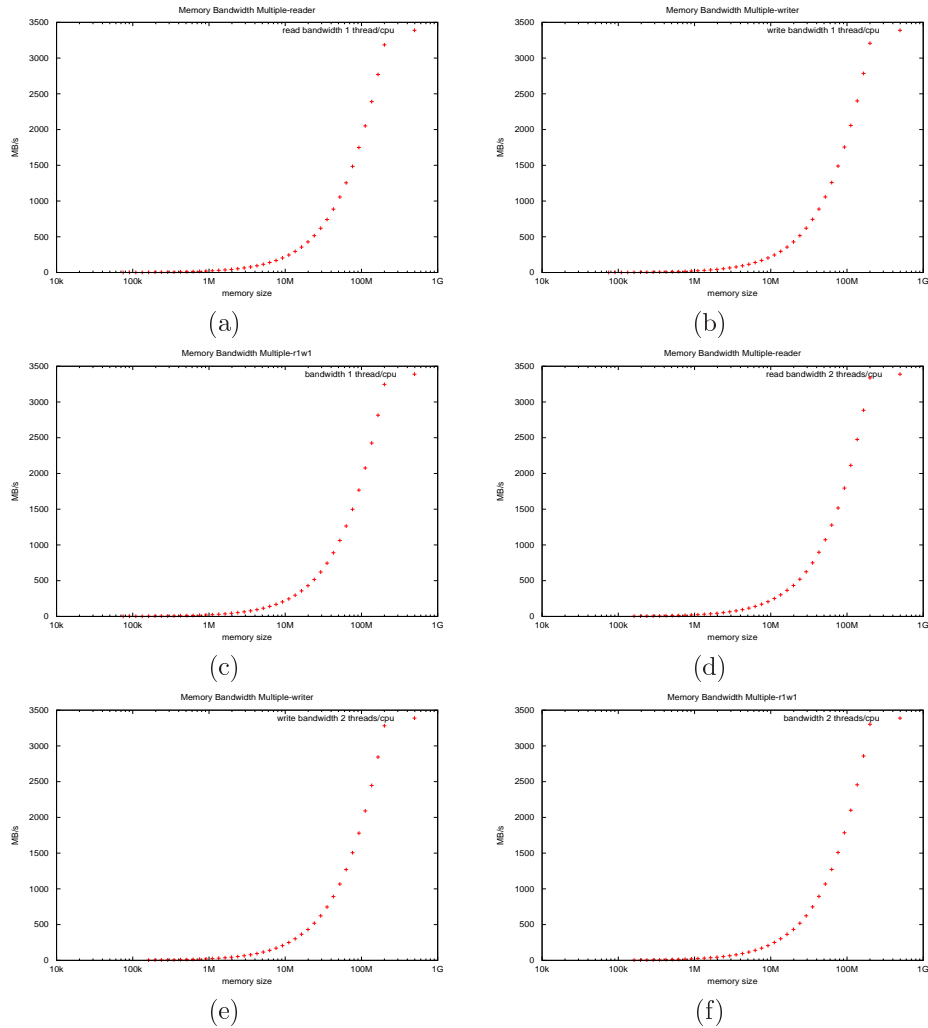 Memory Bandwidth Multiple-reader
read bandwidth 1 thread/cpu
3500
3000
2500
2000
1500
1000
500
0
MB/s
10k 100k 1M 10M 100M 1G
memory size
(a)
Memory Bandwidth Multiple-writer
write bandwidth 1 thread/cpu
3500
3000
2500
2000
1500
1000
500
0
MB/s
10k 100k 1M 10M 100M 1G
memory size
(b)
Memory Bandwidth Multiple-r1w1
bandwidth 1 thread/cpu
3500
3000
2500
2000
1500
1000
500
0
MB/s
10k 100k 1M 10M 100M 1G
memory size
(c)
Memory Bandwidth Multiple-reader
read bandwidth 2 threads/cpu
3500
3000
2500
2000
1500
1000
500
0
MB/s
10k 100k 1M 10M 100M 1G
memory size
(d)
Memory Bandwidth Multiple-writer
write bandwidth 2 threads/cpu
3500
3000
2500
2000
1500
1000
500
0
MB/s
10k 100k 1M 10M 100M 1G
memory size
(e)
Memory Bandwidth Multiple-r1w1
bandwidth 2 threads/cpu
3500
3000
2500
2000
1500
1000
500
0
MB/s
10k 100k 1M 10M 100M 1G
memory size
(f)